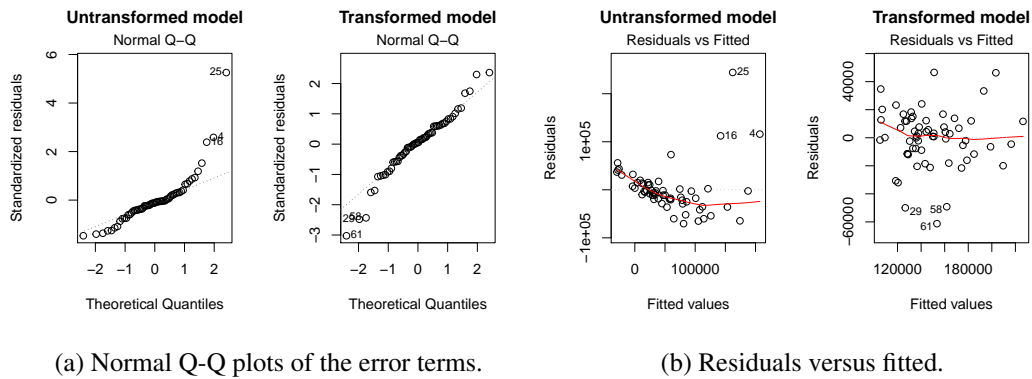 Untransformed model
Normal Q−Q
Standardized residuals
6
4
2
0
25
4
16
−2 −1 0 1 2
Theoretical Quantiles
Transformed model
Normal Q−Q
Standardized residuals
2
1
0
−1
−2
−3
29
58
61
−2 −1 0 1 2
Theoretical Quantiles
(a) Normal Q-Q plots of the error terms.
Untransformed model
Residuals vs Fitted
Residuals
1e+05
−1e+05
25
16
4
0 100000
Fitted values
Transformed model
Residuals vs Fitted
Residuals
40000
0
−60000
29
58
61
120000 180000
Fitted values
(b) Residuals versus fitted.